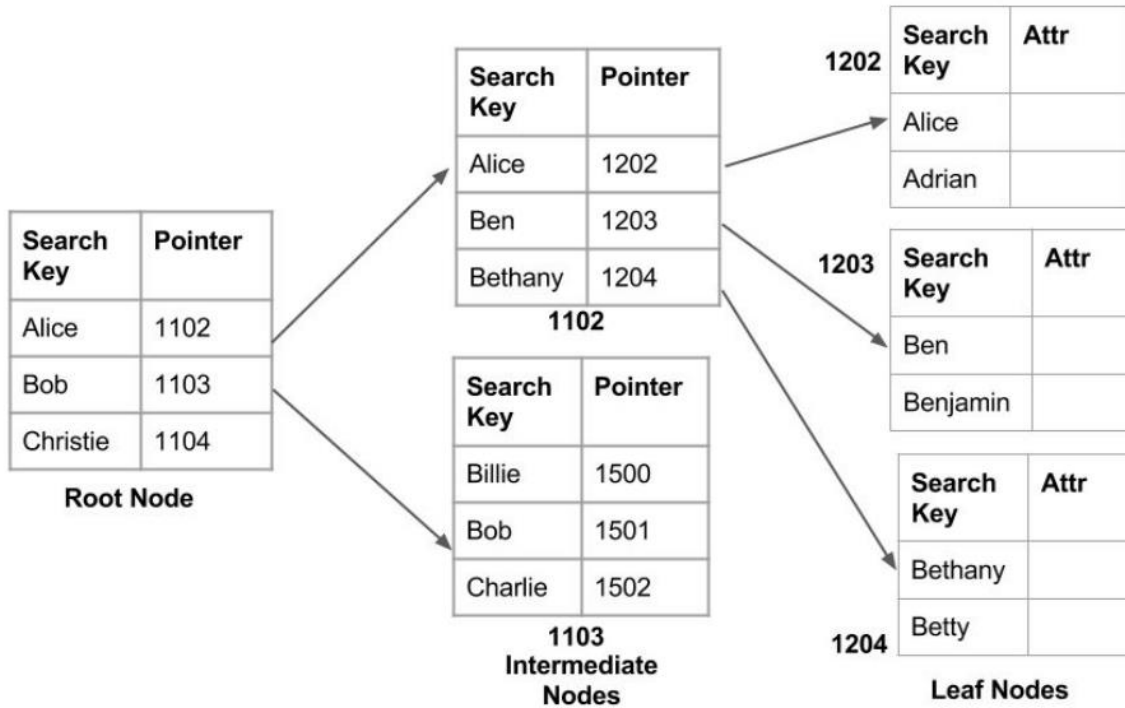 Search Key Pointer
Alice 1102
Bob 1103
Christie 1104
Root Node
Search Key Pointer
Alice 1202
Ben 1203
Bethany 1204
1102
Search Key Pointer
Billie 1500
Bob 1501
Charlie 1502
1103
Intermediate
Nodes
1202
Search Key Attr
Alice
Adrian
1203
Search Key Attr
Ben
Benjamin
Search Key Attr
Bethany
Betty
1204
Leaf Nodes